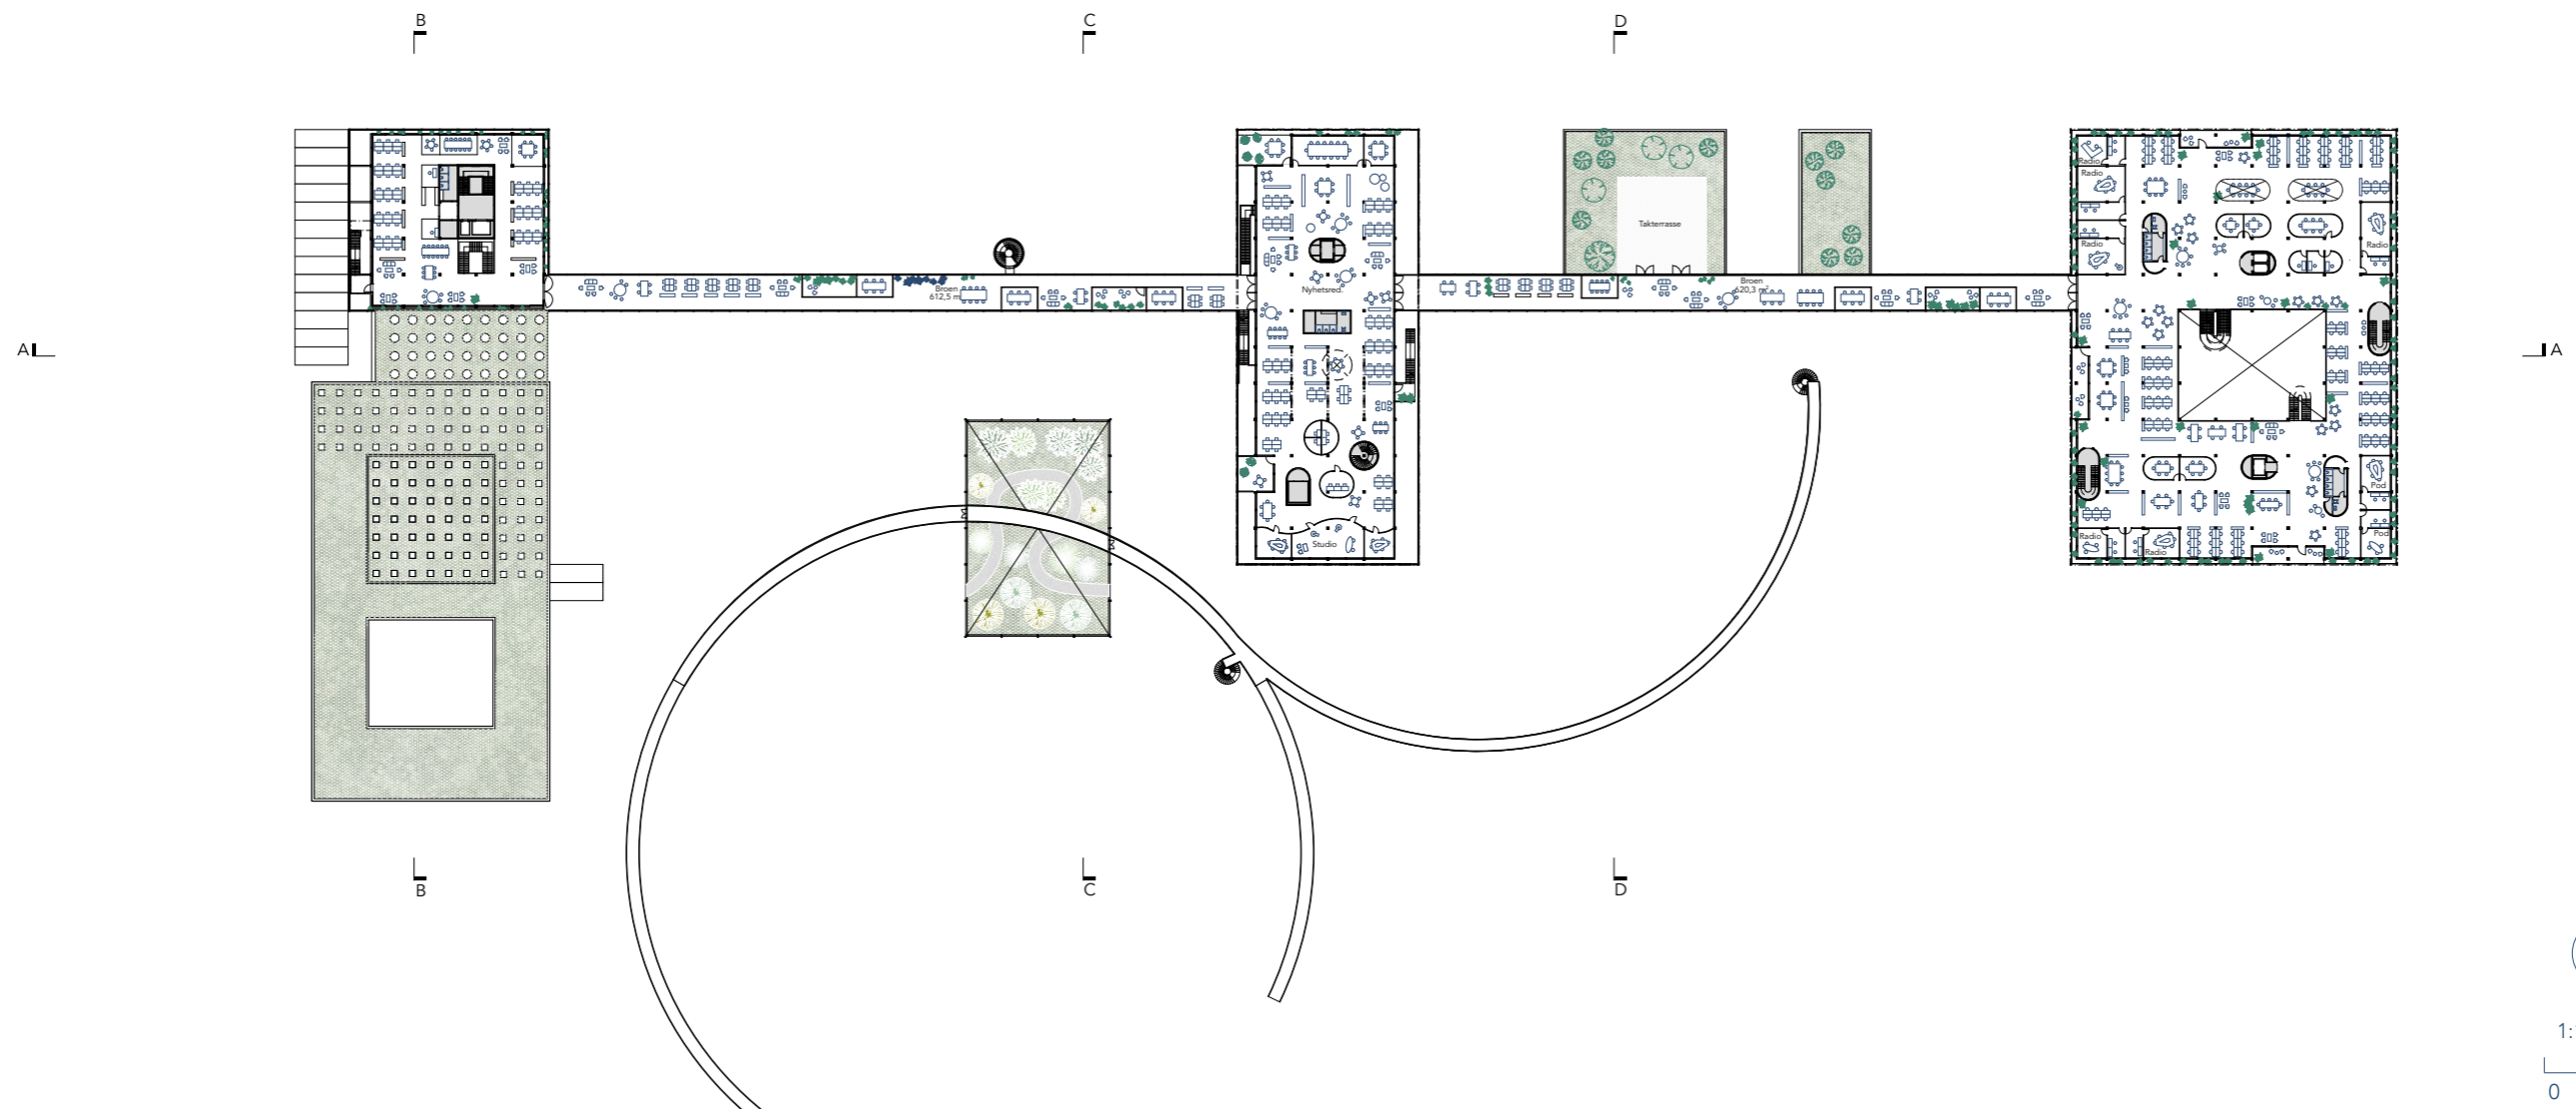 B
C
D
Radio
Radio
Takterrasse
Radio
Radio
Nyhetsred.
Broen
612,5 m
Broen
620,3 m²
A
A
Pod
Studio
Radio
Radio
Pod
B
C
D
1:
0